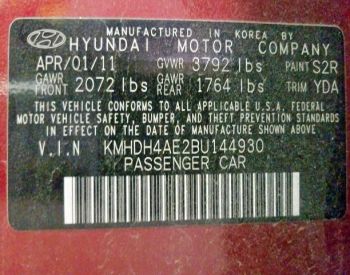 MANUFACTURED IN KOREA BY
HYUNDAI MOTOR COMPANY
APR/01/11 GVWR 3792 lbs PAINT S2R
GAWR FRONT 2072 lbs GAWR REAR 1764 lbs TRIM YDA
THIS VEHICLE CONFORMS TO ALL APPLICABLE U.S.A. FEDERAL
MOTOR VEHICLE SAFETY, BUMPER, AND THEFT PREVENTION
STANDARDS IN EFFECT ON THE DATE OF MANUFACTURE SHOWN ABOVE.
V.I.N KMHDH4AE2BU144930
PASSENGER CAR